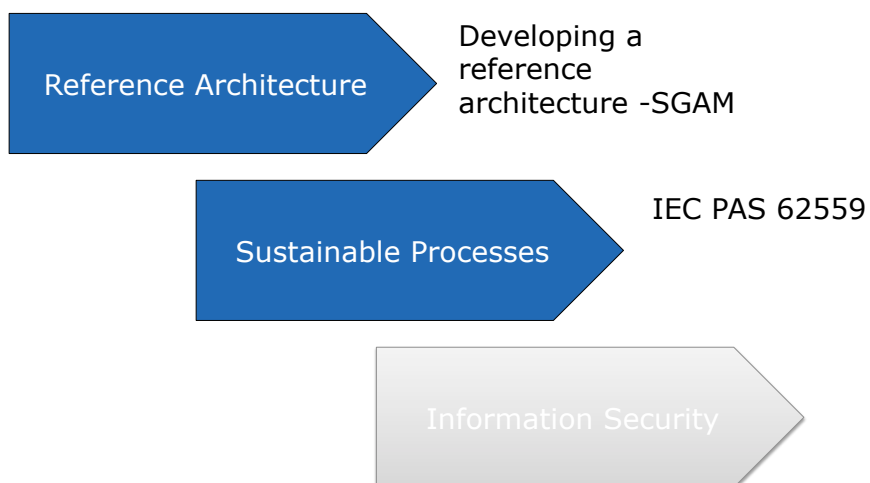 Reference Architecture
Developing a
reference
architecture -SGAM
Sustainable Processes
IEC PAS 62559
Information Security